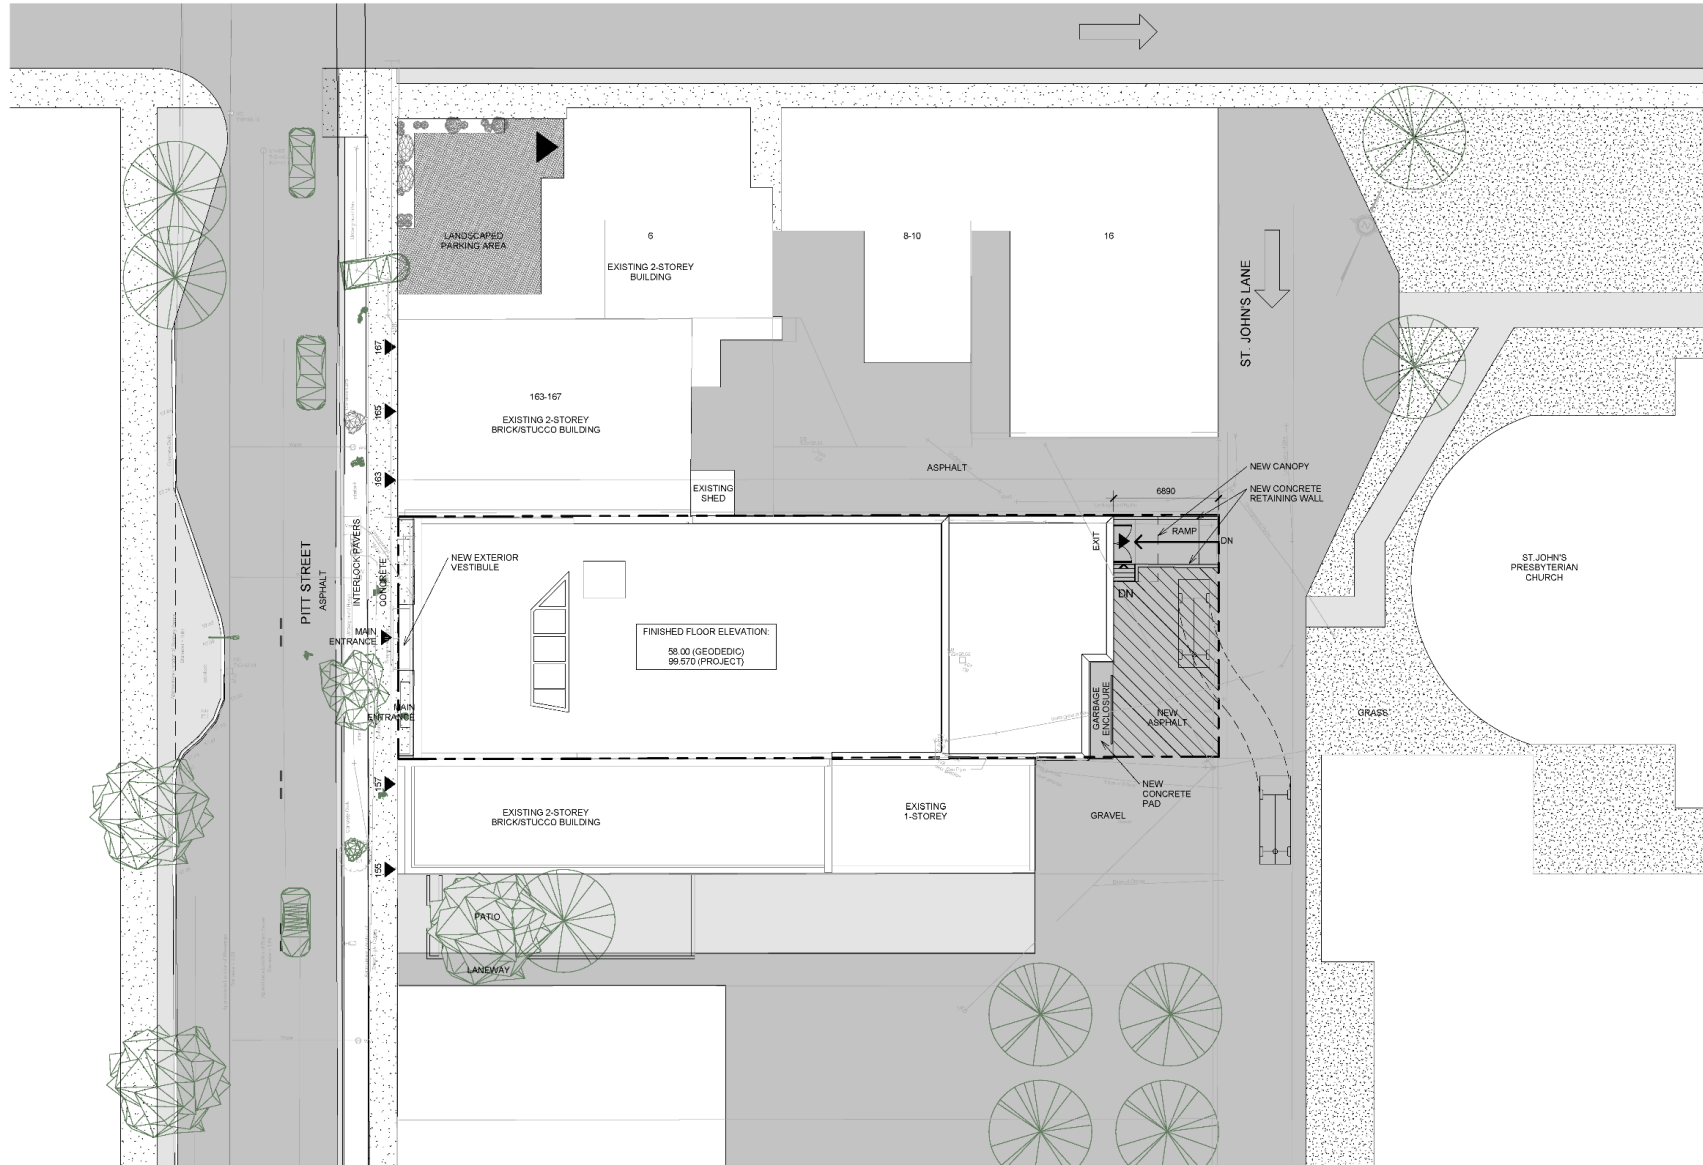 LANDSCAPED
PARKING AREA
6
EXISTING 2-STOREY
BUILDING
8-10
16
ST. JOHN'S LANE
167
165
163
163-167
EXISTING 2-STOREY
BRICK/STUCCO BUILDING
EXISTING
SHED
ASPHALT
NEW CANOPY
NEW CONCRETE
RETAINING WALL
6890
RAMP
DN
EXIT
DN
PITT STREET
ASPHALT
INTERLOCK PAVERS
CONCRETE
NEW EXTERIOR
VESTIBULE
MAIN
ENTRANCE
MAIN
ENTRANCE
FINISHED FLOOR ELEVATION:
58.00 (GEODEDIC)
99.570 (PROJECT)
GARBAGE
ENCLOSURE
NEW
ASPHALT
ST.JOHN'S
PRESBYTERIAN
CHURCH
GRASS
157
155
EXISTING 2-STOREY
BRICK/STUCCO BUILDING
EXISTING
1-STOREY
NEW
CONCRETE
PAD
GRAVEL
PATIO
LANEWAY